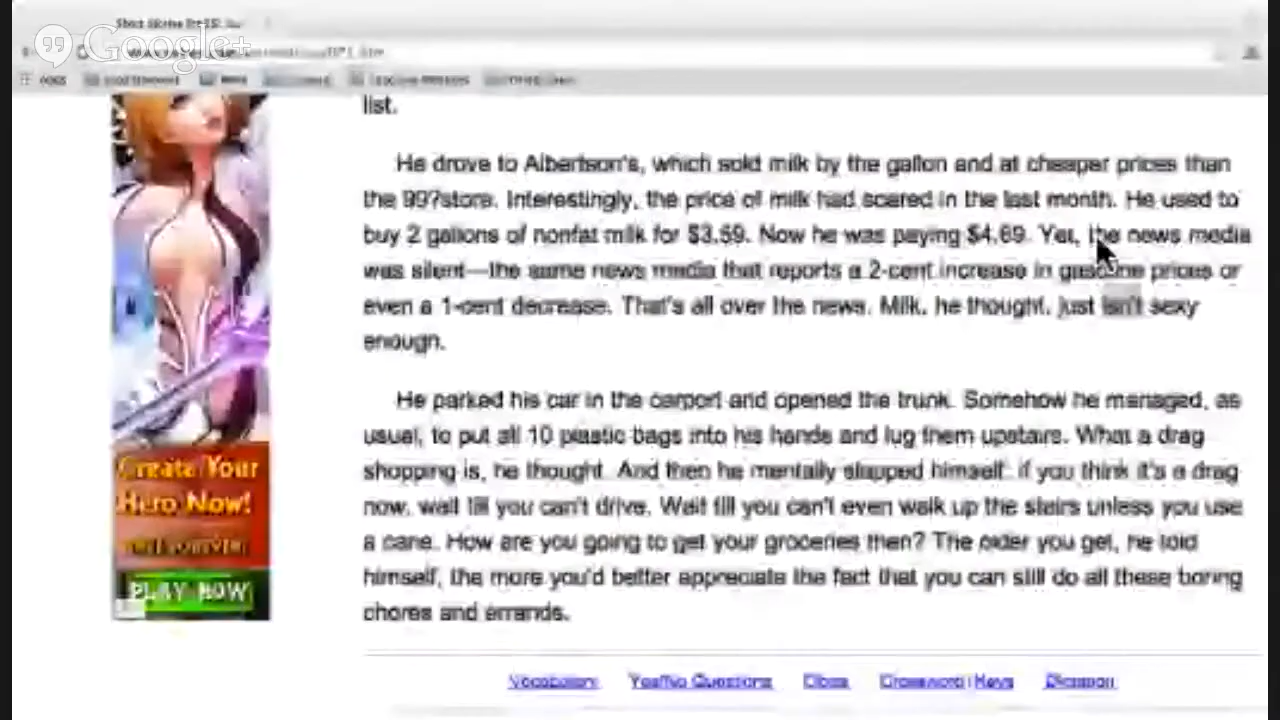 Google+
list.
He drove to Albertson's, which sold milk by the gallon and at cheaper prices than
the 99?store. Interestingly, the price of milk had soared in the last month. He used to
buy 2 gallons of nonfat milk for $3.59. Now he was paying $4.69. Yet, the news media
was silent—the same news media that reports a 2-cent increase in gasoline prices or
even a 1-cent decrease. That's all over the news. Milk, he thought, just isn't sexy
enough.
He parked his car in the carport and opened the trunk. Somehow he managed, as
usual, to put all 10 plastic bags into his hands and lug them upstairs. What a drag
shopping is, he thought. And then he mentally slapped himself: if you think it's a drag
now, wait till you can't drive. Wait till you can't even walk up the stairs unless you use
a cane. How are you going to get your groceries then? The older you get, he told
himself, the more you'd better appreciate the fact that you can still do all these boring
chores and errands.
Create Your
Hero Now!
PLAY NOW
Vocabulary Yes/No Questions Cloze Crossword Keys Dictation